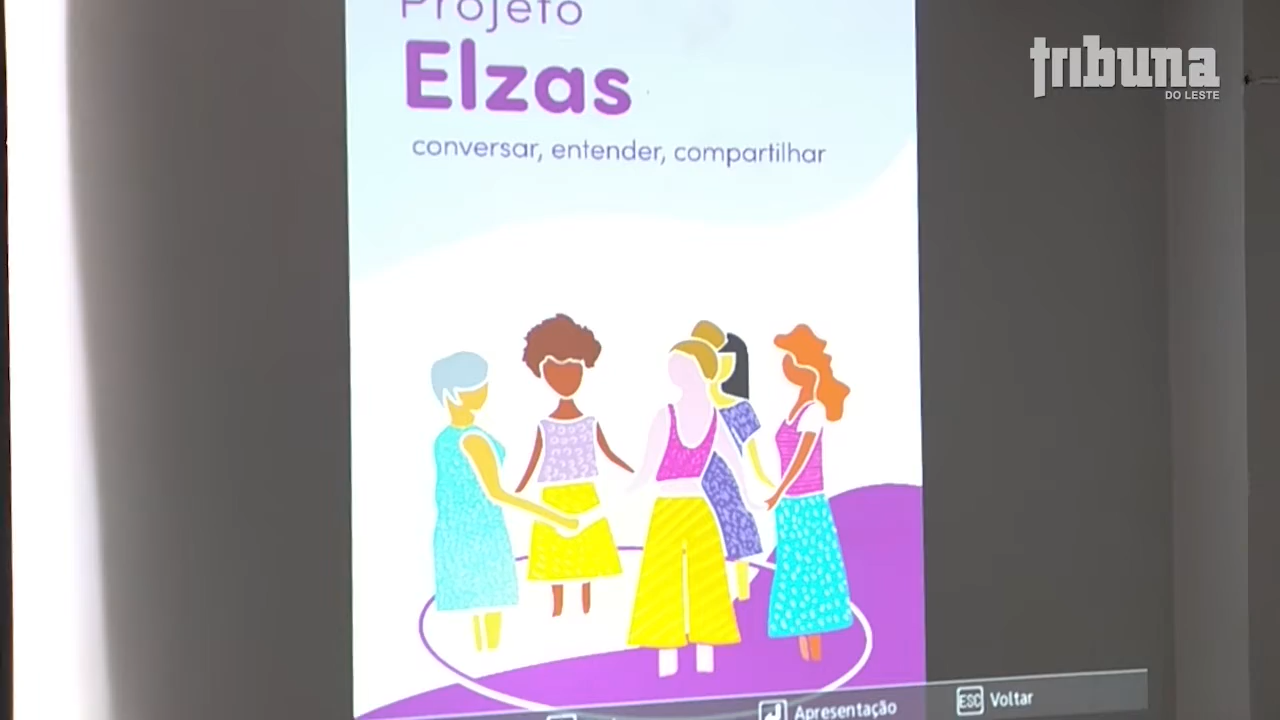 Projeto
Elzas
conversar, entender, compartilhar
tribuna
DO LESTE
Apresentação
ESC Voltar